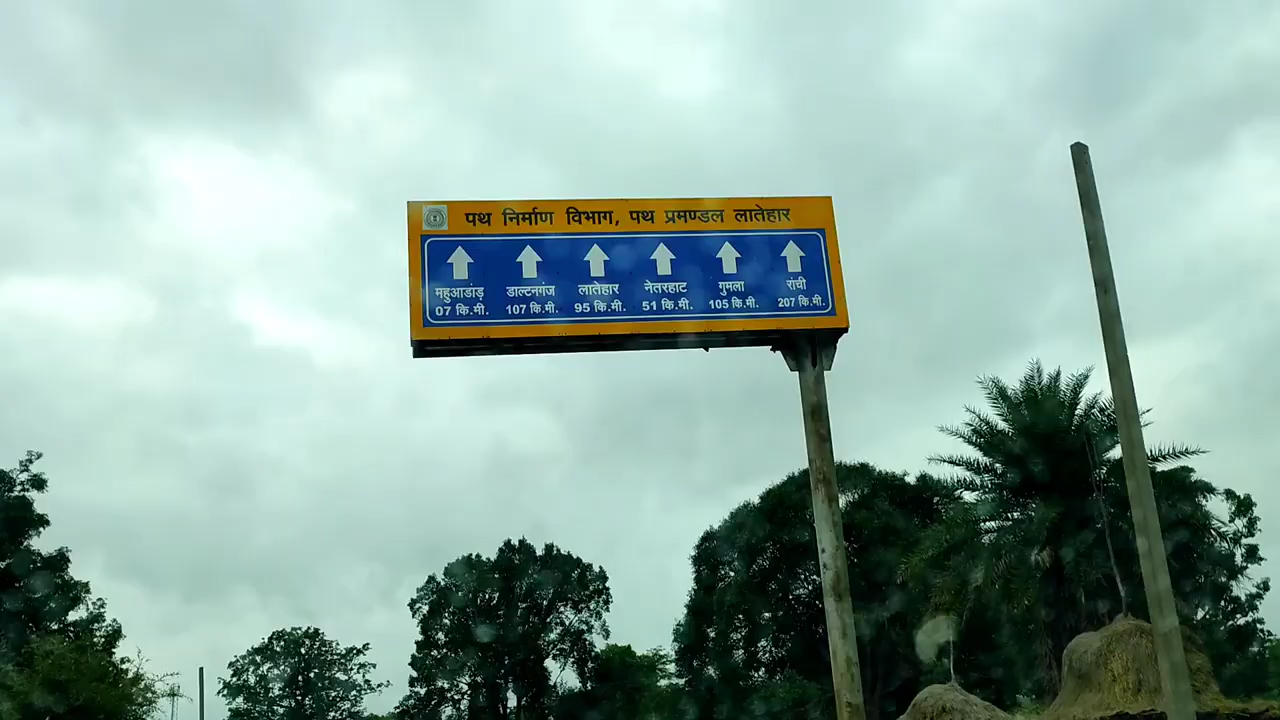 पथ निर्माण विभाग, पथ प्रमण्डल लातेहार
महुआडांड़ डाल्टनगंज लातेहार नेतरहाट गुमला रांची
07 कि.मी. 107 कि.मी. 95 कि.मी. 51 कि.मी. 105 कि.मी. 207 कि.मी.